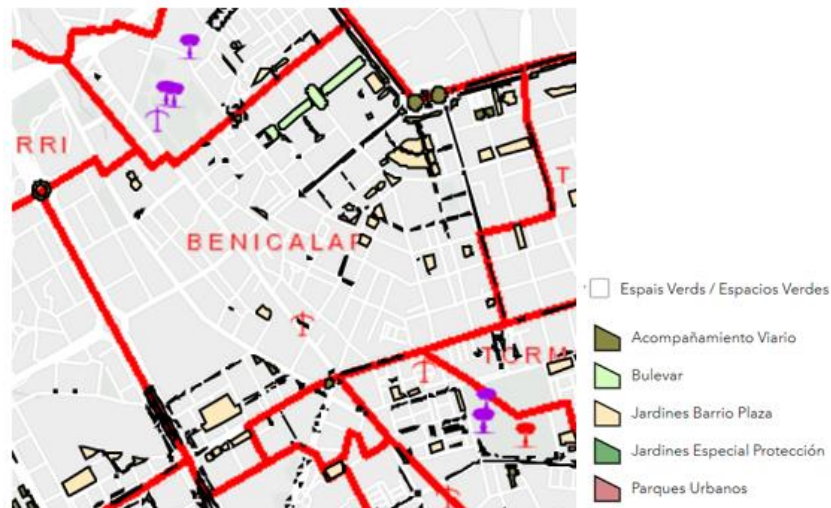 RRI
BENICALAP
T
TORM
Espais Verds / Espacios Verdes
Acompañamiento Viario
Bulevar
Jardines Barrio Plaza
Jardines Especial Protección
Parques Urbanos